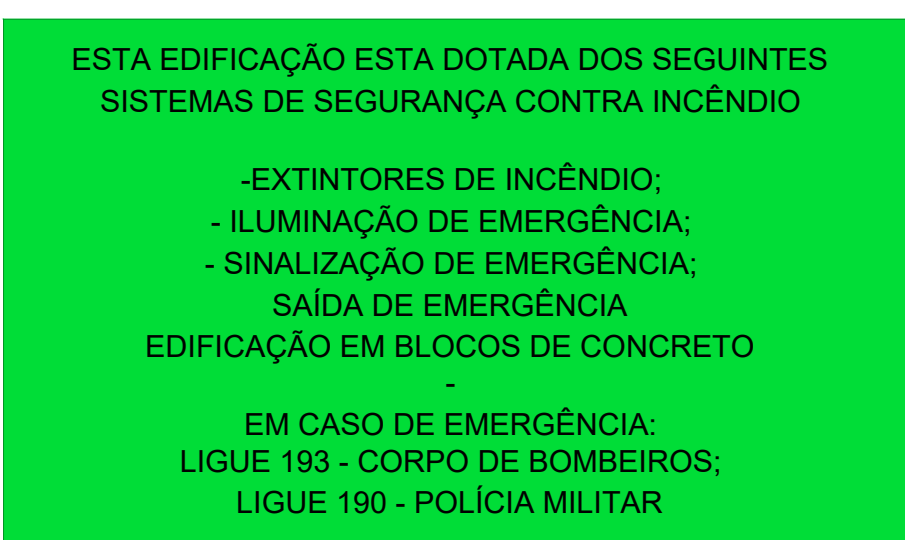 ESTA EDIFICAÇÃO ESTA DOTADA DOS SEGUINTES
SISTEMAS DE SEGURANÇA CONTRA INCÊNDIO
-EXTINTORES DE INCÊNDIO;
- ILUMINAÇÃO DE EMERGÊNCIA;
- SINALIZAÇÃO DE EMERGÊNCIA;
SAÍDA DE EMERGÊNCIA
EDIFICAÇÃO EM BLOCOS DE CONCRETO
-
EM CASO DE EMERGÊNCIA:
LIGUE 193 - CORPO DE BOMBEIROS;
LIGUE 190 - POLÍCIA MILITAR